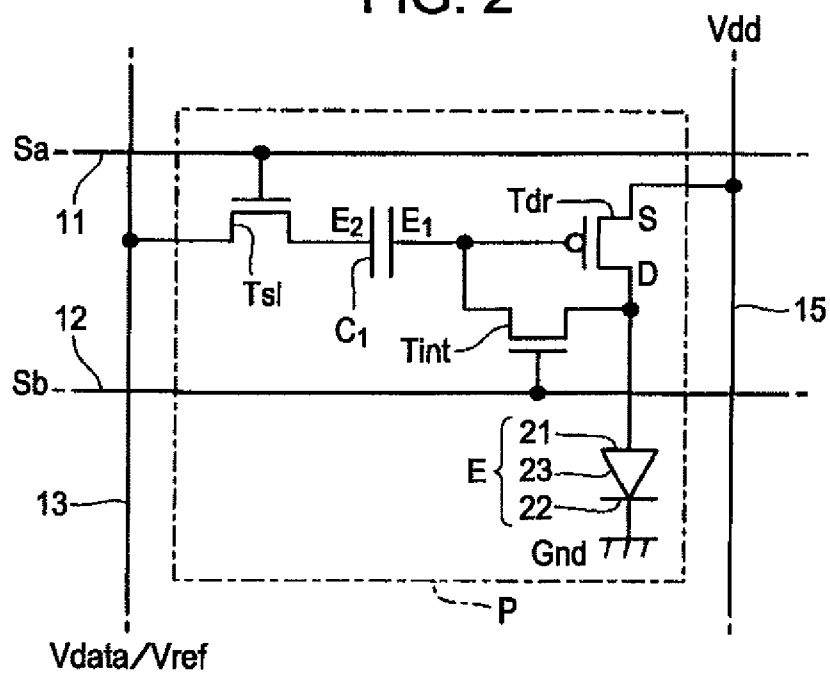 FIG. 2
Vdd
Sa
11
Tdr
S
E2
E1
Tsl
D
12
C1
Tint
15
Sb
21
E
23
13
22
Gnd
P
Vdata/Vref